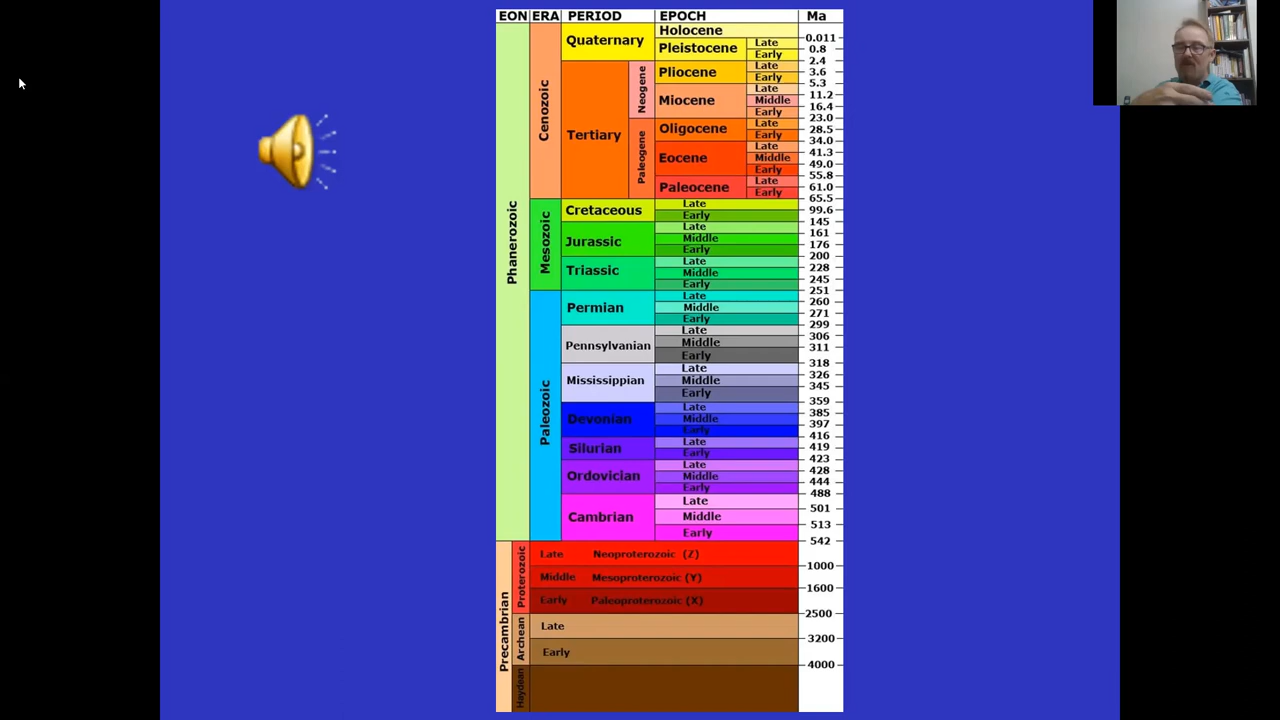 EON ERA PERIOD EPOCH Ma
Phanerozoic
Cenozoic
Quaternary
Holocene
0.011
Pleistocene
Late
0.8
Early
2.4
Tertiary
Neogene
Pliocene
Late
3.6
Early
5.3
Miocene
Late
11.2
Middle
16.4
Early
23.0
Paleogene
Oligocene
Late
28.5
Early
34.0
Eocene
Late
41.3
Middle
49.0
Early
55.8
Paleocene
Late
61.0
Early
65.5
Mesozoic
Cretaceous
Late
99.6
Early
145
Jurassic
Late
161
Middle
176
Early
200
Triassic
Late
228
Middle
245
Early
251
Paleozoic
Permian
Late
260
Middle
271
Early
299
Pennsylvanian
Late
306
Middle
311
Early
318
Mississippian
Late
326
Middle
345
Early
359
Devonian
Late
385
Middle
397
Early
416
Silurian
Late
419
Early
423
Ordovician
Late
428
Middle
444
Early
488
Cambrian
Late
501
Middle
513
Early
542
Precambrian
Proterozoic
Late Neoproterozoic (Z)
1000
Middle Mesoproterozoic (Y)
1600
Early Paleoproterozoic (X)
2500
Archean
Late
3200
Early
4000
Haydean